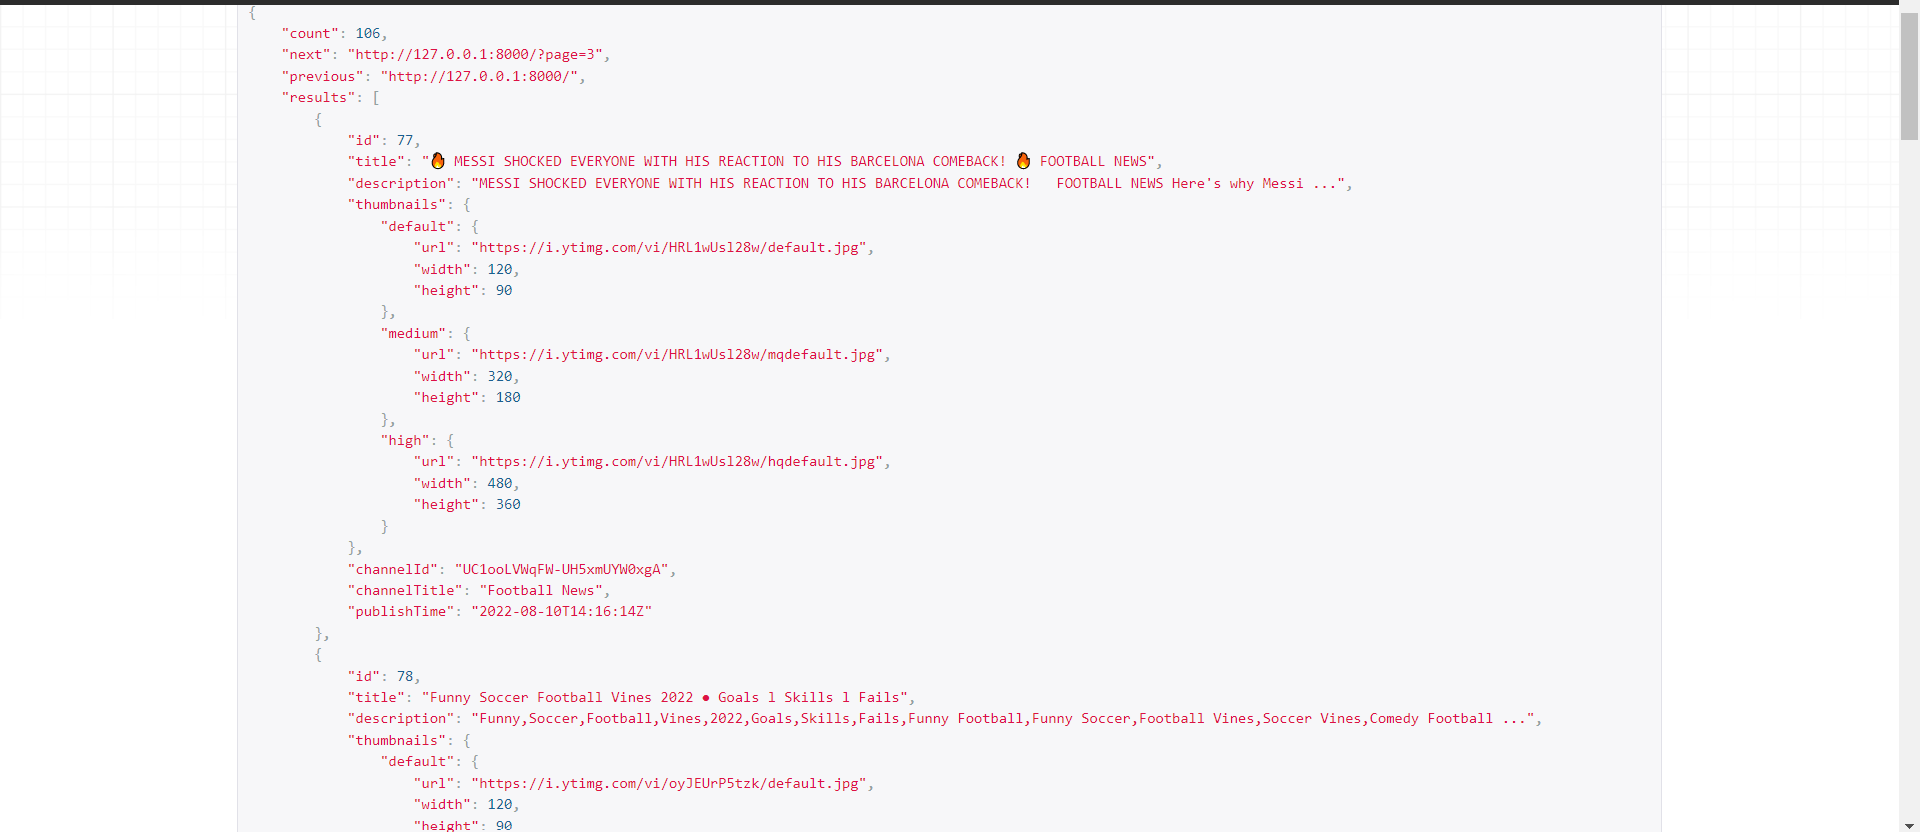 {
"count": 106,
"next": "http://127.0.0.1:8000/?page=3",
"previous": "http://127.0.0.1:8000/",
"results": [
{
"id": 77,
"title": "🔥 MESSI SHOCKED EVERYONE WITH HIS REACTION TO HIS BARCELONA COMEBACK! 🔥 FOOTBALL NEWS",
"description": "MESSI SHOCKED EVERYONE WITH HIS REACTION TO HIS BARCELONA COMEBACK!   FOOTBALL NEWS Here's why Messi ...",
"thumbnails": {
"default": {
"url": "https://i.ytimg.com/vi/HRL1wUsl28w/default.jpg",
"width": 120,
"height": 90
},
"medium": {
"url": "https://i.ytimg.com/vi/HRL1wUsl28w/mqdefault.jpg",
"width": 320,
"height": 180
},
"high": {
"url": "https://i.ytimg.com/vi/HRL1wUsl28w/hqdefault.jpg",
"width": 480,
"height": 360
}
},
"channelId": "UC1ooLVWqFW-UH5xmUYW0xgA",
"channelTitle": "Football News",
"publishTime": "2022-08-10T14:16:14Z"
},
{
"id": 78,
"title": "Funny Soccer Football Vines 2022 ● Goals l Skills l Fails",
"description": "Funny,Soccer,Football,Vines,2022,Goals,Skills,Fails,Funny Football,Funny Soccer,Football Vines,Soccer Vines,Comedy Football ...",
"thumbnails": {
"default": {
"url": "https://i.ytimg.com/vi/oyJEUrP5tzk/default.jpg",
"width": 120,
"height": 90